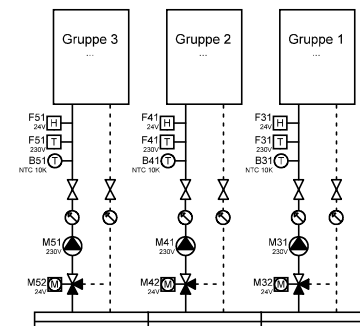 Gruppe 3
...
Gruppe 2
...
Gruppe 1
...
F51 H
24V
F41 H
24V
F31 H
24V
F51 T
230V
F41 T
230V
F31 T
230V
B51 T
NTC 10K
B41 T
NTC 10K
B31 T
NTC 10K
M51
230V
M41
230V
M31
230V
M52 M
24V
M42 M
24V
M32 M
24V